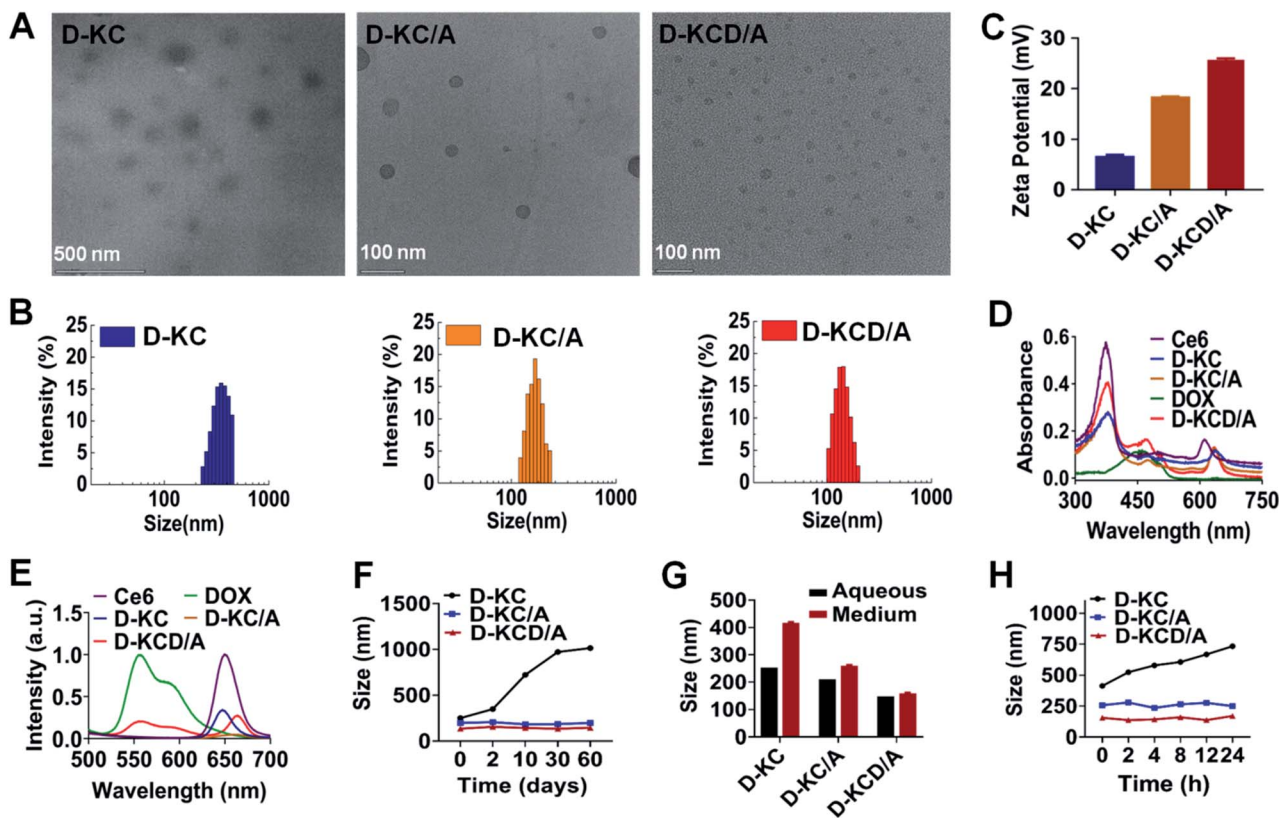 A
D-KC
500 nm
D-KC/A
100 nm
D-KCD/A
100 nm
C
Zeta Potential (mV)
30
20
10
0
D-KC
D-KC/A
D-KCD/A
B
Intensity (%)
25
20
15
10
5
0
D-KC
100
1000
Size(nm)
Intensity (%)
25
20
15
10
5
0
D-KC/A
100
1000
Size(nm)
Intensity (%)
25
20
15
10
5
0
D-KCD/A
100
1000
Size(nm)
D
Absorbance
0.6
0.4
0.2
0.0
Ce6
D-KC
D-KC/A
DOX
D-KCD/A
300 450 600 750
Wavelength (nm)
E
Intensity (a.u.)
1.5
1.0
0.5
0.0
Ce6
DOX
D-KC
D-KC/A
D-KCD/A
500 550 600 650 700
Wavelength (nm)
F
Size (nm)
1500
1000
500
0
D-KC
D-KC/A
D-KCD/A
0 2 10 30 60
Time (days)
G
Size (nm)
500
400
300
200
100
0
Aqueous
Medium
D-KC
D-KC/A
D-KCD/A
H
Size (nm)
1000
750
500
250
0
D-KC
D-KC/A
D-KCD/A
0 2 4 8 12 24
Time (h)